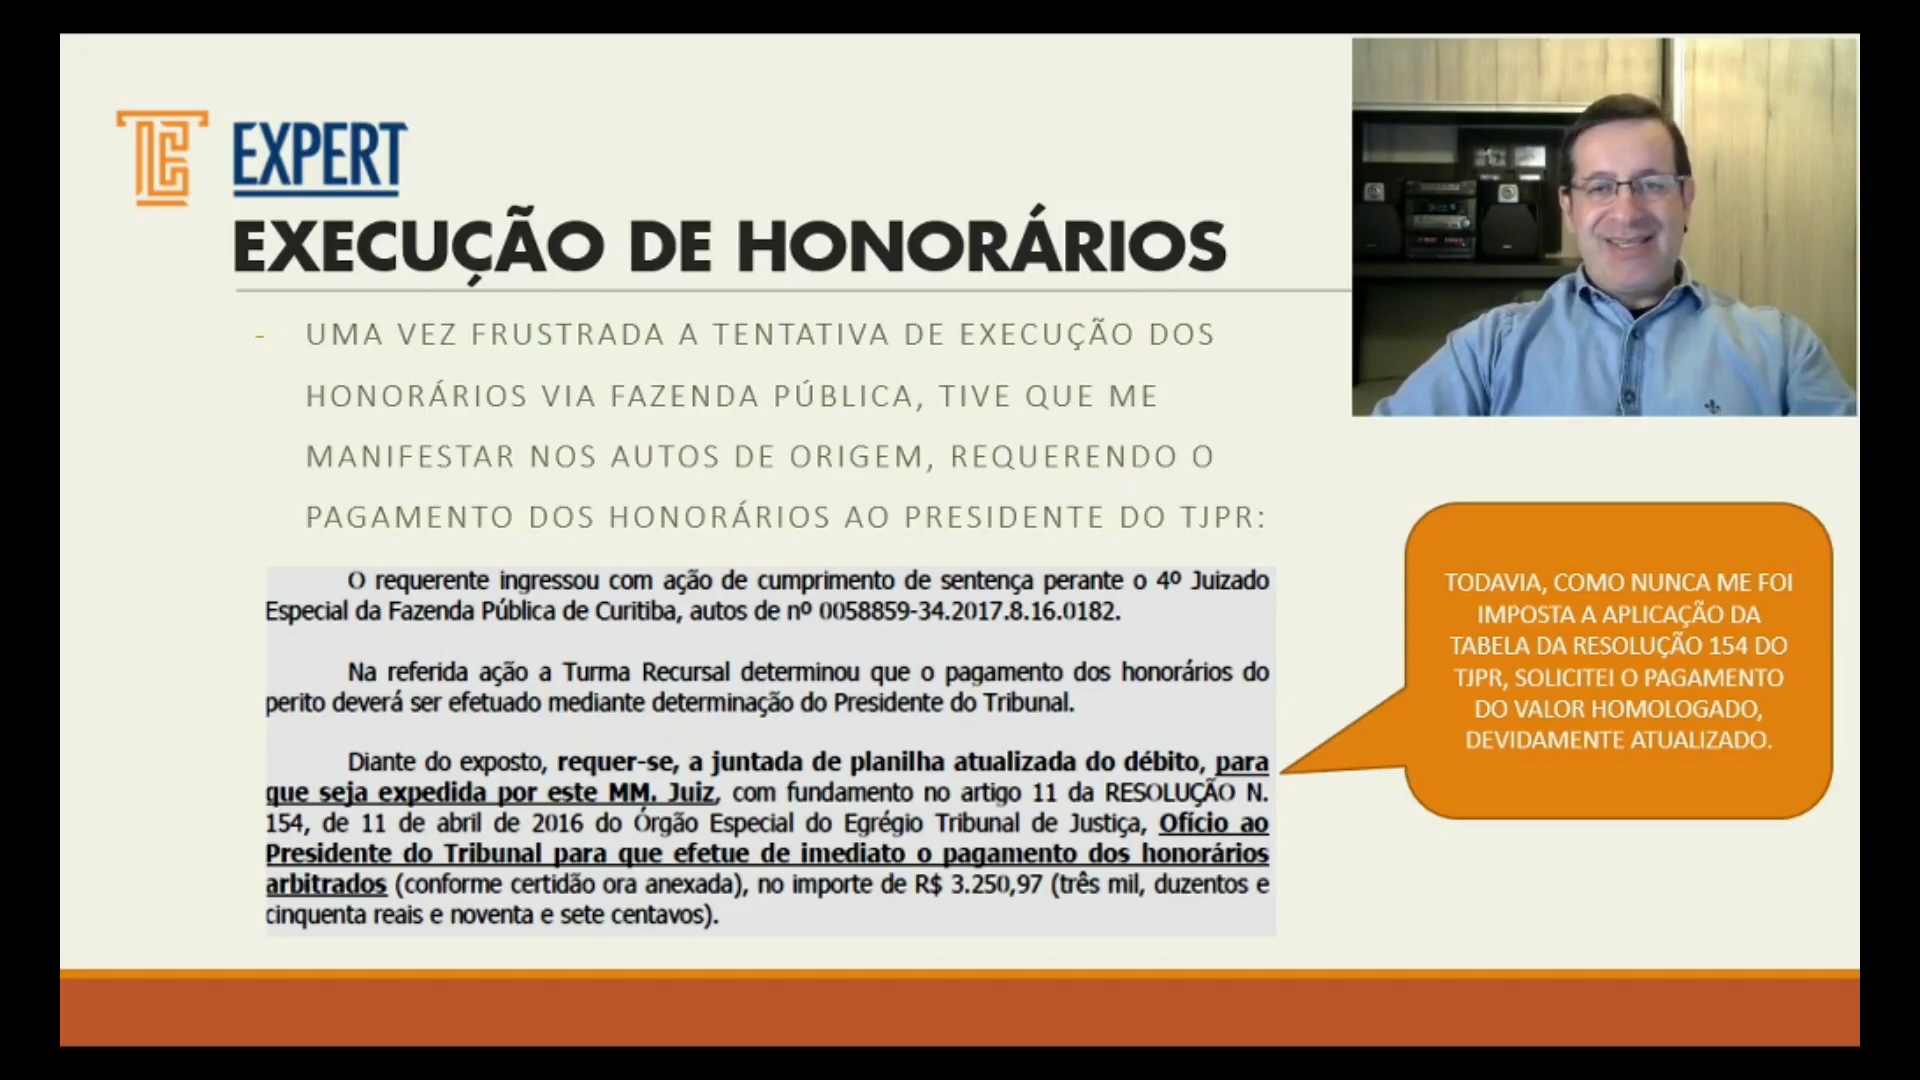 EXPERT
EXECUÇÃO DE HONORÁRIOS
- UMA VEZ FRUSTRADA A TENTATIVA DE EXECUÇÃO DOS
HONORÁRIOS VIA FAZENDA PÚBLICA, TIVE QUE ME
MANIFESTAR NOS AUTOS DE ORIGEM, REQUERENDO O
PAGAMENTO DOS HONORÁRIOS AO PRESIDENTE DO TJPR:
O requerente ingressou com ação de cumprimento de sentença perante o 4º Juizado
Especial da Fazenda Pública de Curitiba, autos de nº 0058859-34.2017.8.16.0182.
Na referida ação a Turma Recursal determinou que o pagamento dos honorários do
perito deverá ser efetuado mediante determinação do Presidente do Tribunal.
Diante do exposto, requer-se, a juntada de planilha atualizada do débito, para
que seja expedida por este MM. Juiz, com fundamento no artigo 11 da RESOLUÇÃO N.
154, de 11 de abril de 2016 do Órgão Especial do Egrégio Tribunal de Justiça, Ofício ao
Presidente do Tribunal para que efetue de imediato o pagamento dos honorários
arbitrados (conforme certidão ora anexada), no importe de R$ 3.250,97 (três mil, duzentos e
cinquenta reais e noventa e sete centavos).
TODAVIA, COMO NUNCA ME FOI
IMPOSTA A APLICAÇÃO DA
TABELA DA RESOLUÇÃO 154 DO
TJPR, SOLICITEI O PAGAMENTO
DO VALOR HOMOLOGADO,
DEVIDAMENTE ATUALIZADO.